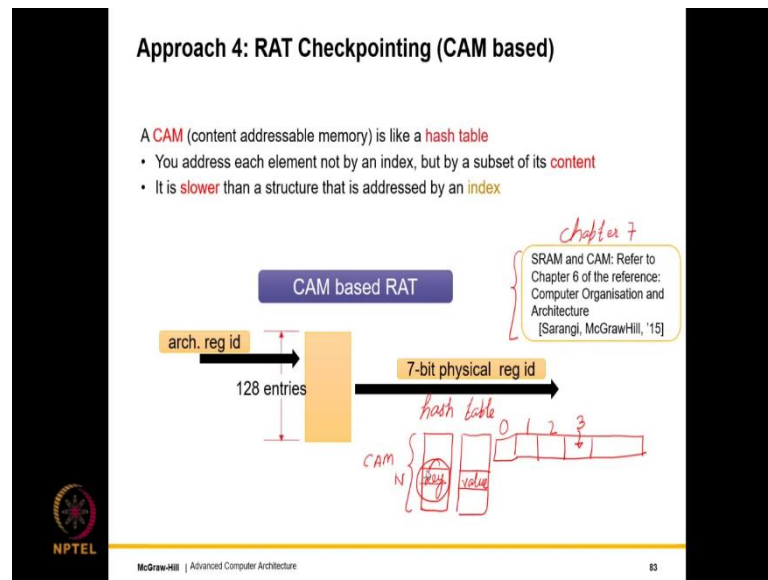 Approach 4: RAT Checkpointing (CAM based)
A CAM (content addressable memory) is like a hash table
• You address each element not by an index, but by a subset of its content
• It is slower than a structure that is addressed by an index
chapter 7
SRAM and CAM: Refer to
Chapter 6 of the reference:
Computer Organisation and
Architecture
[Sarangi, McGrawHill, '15]
CAM based RAT
arch. reg id
128 entries
7-bit physical reg id
hash table
0 1 2 3
CAM
N
key
value
NPTEL
McGraw-Hill | Advanced Computer Architecture
83